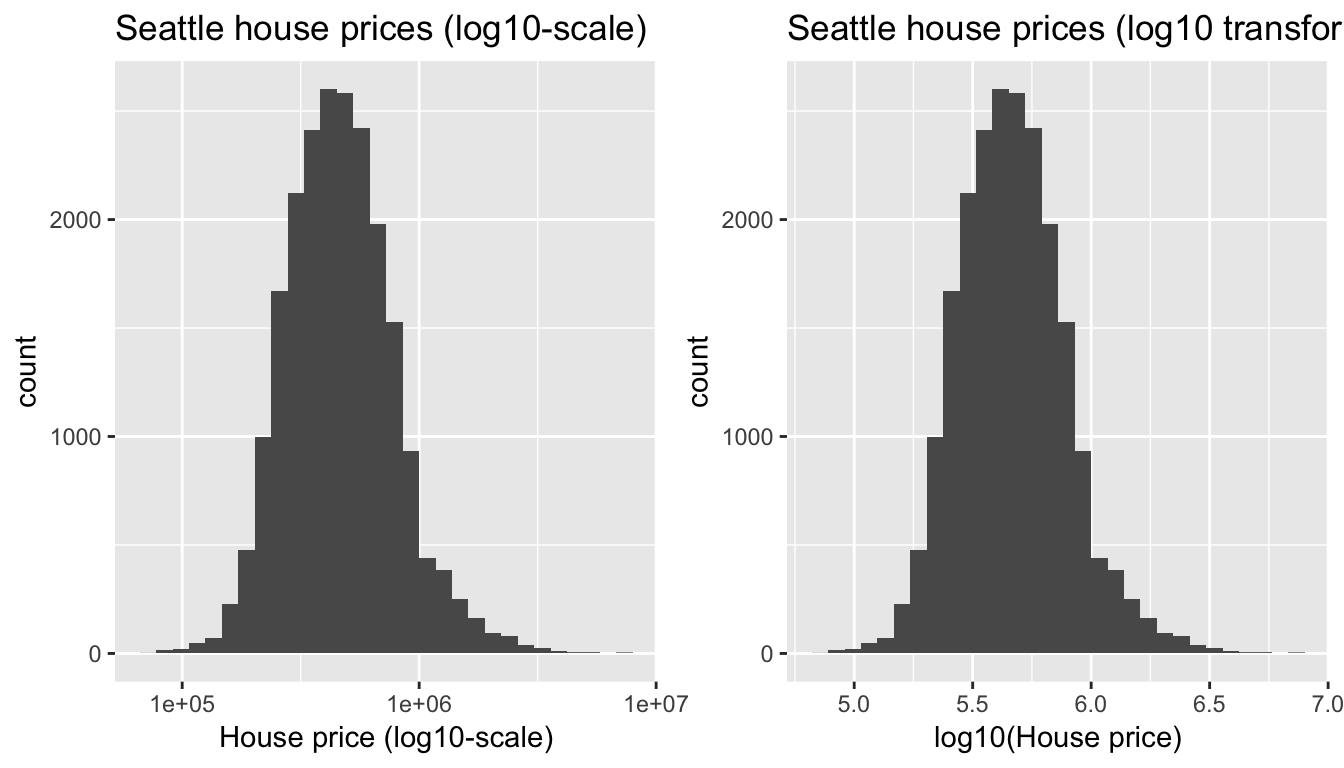 Seattle house prices (log10-scale)
count
2000
1000
0
1e+05 1e+06 1e+07
House price (log10-scale)
Seattle house prices (log10 transfor
count
2000
1000
0
5.0 5.5 6.0 6.5 7.0
log10(House price)